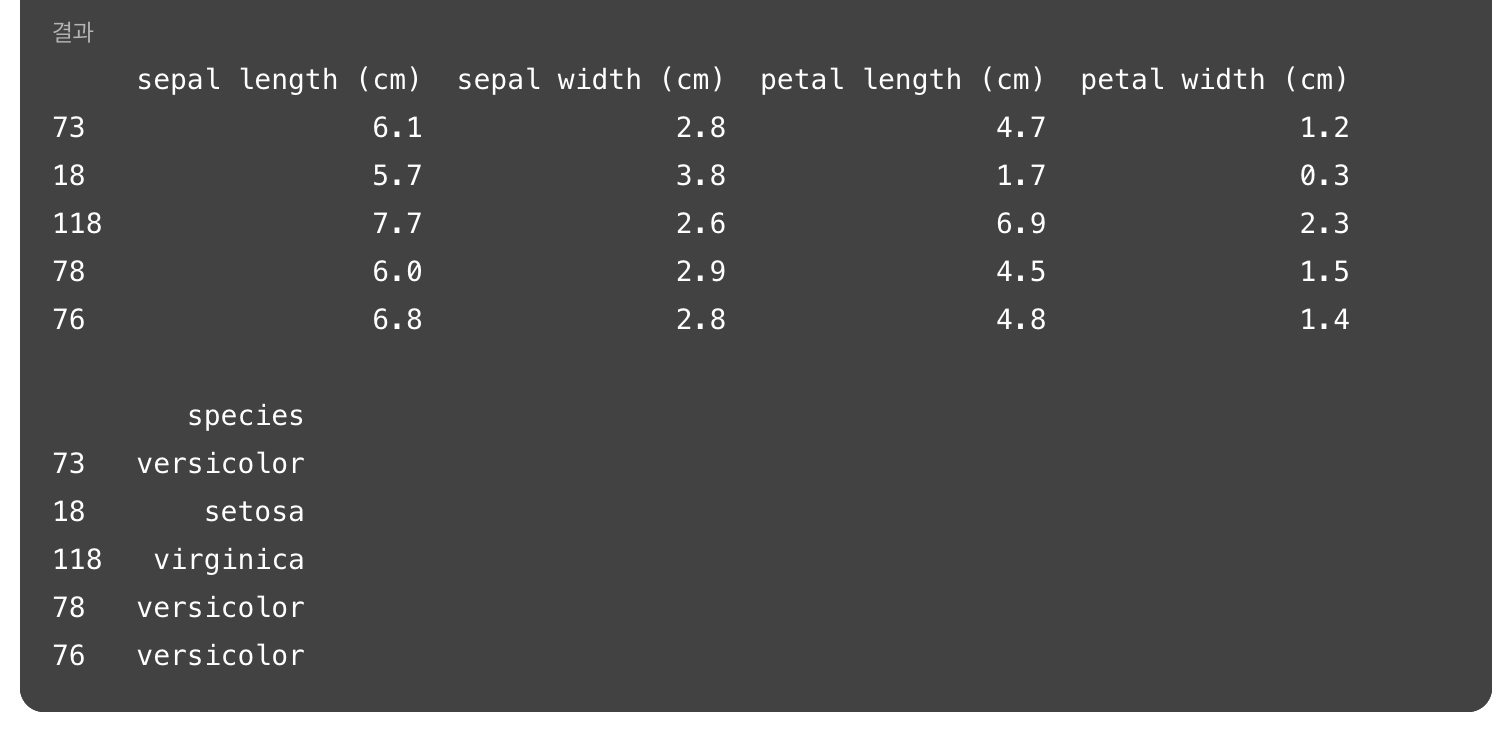 결과
sepal length (cm)  sepal width (cm)  petal length (cm)  petal width (cm)
73                6.1               2.8                4.7               1.2
18                5.7               3.8                1.7               0.3
118               7.7               2.6                6.9               2.3
78                6.0               2.9                4.5               1.5
76                6.8               2.8                4.8               1.4
species
73   versicolor
18       setosa
118   virginica
78   versicolor
76   versicolor